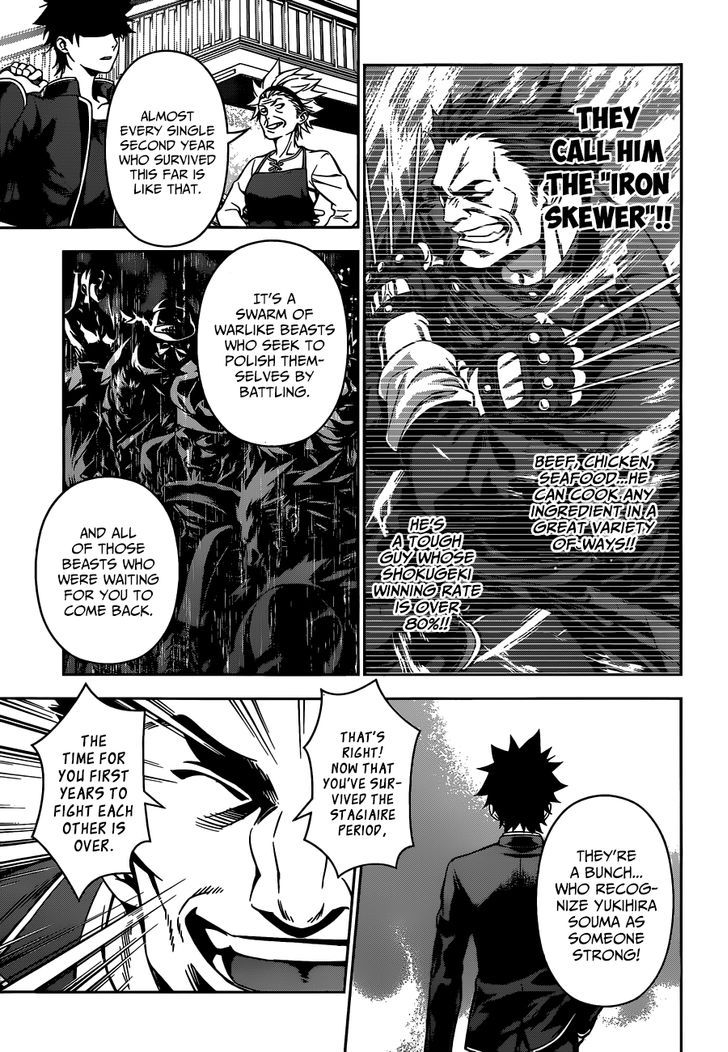 THEY
CALL HIM
THE "IRON
SKEWER"!!
BEEF, CHICKEN,
SEAFOOD...HE
CAN COOK ANY
INGREDIENT IN A
GREAT VARIETY
OF WAYS!!
HE'S
A TOUGH
GUY WHOSE
SHOKUGEKI
WINNING RATE
IS OVER
80%!!
ALMOST
EVERY SINGLE
SECOND YEAR
WHO SURVIVED
THIS FAR IS
LIKE THAT.
IT'S A
SWARM OF
WARLIKE BEASTS
WHO SEEK TO
POLISH THEM-
SELVES BY
BATTLING.
AND ALL
OF THOSE
BEASTS WHO
WERE WAITING
FOR YOU TO
COME BACK.
THEY'RE
A BUNCH...
WHO RECOG-
NIZE YUKIHIRA
SOUMA AS
SOMEONE
STRONG!
THAT'S
RIGHT!
NOW THAT
YOU'VE SUR-
VIVED THE
STAGIAIRE
PERIOD,
THE
TIME FOR
YOU FIRST
YEARS TO
FIGHT EACH
OTHER IS
OVER.